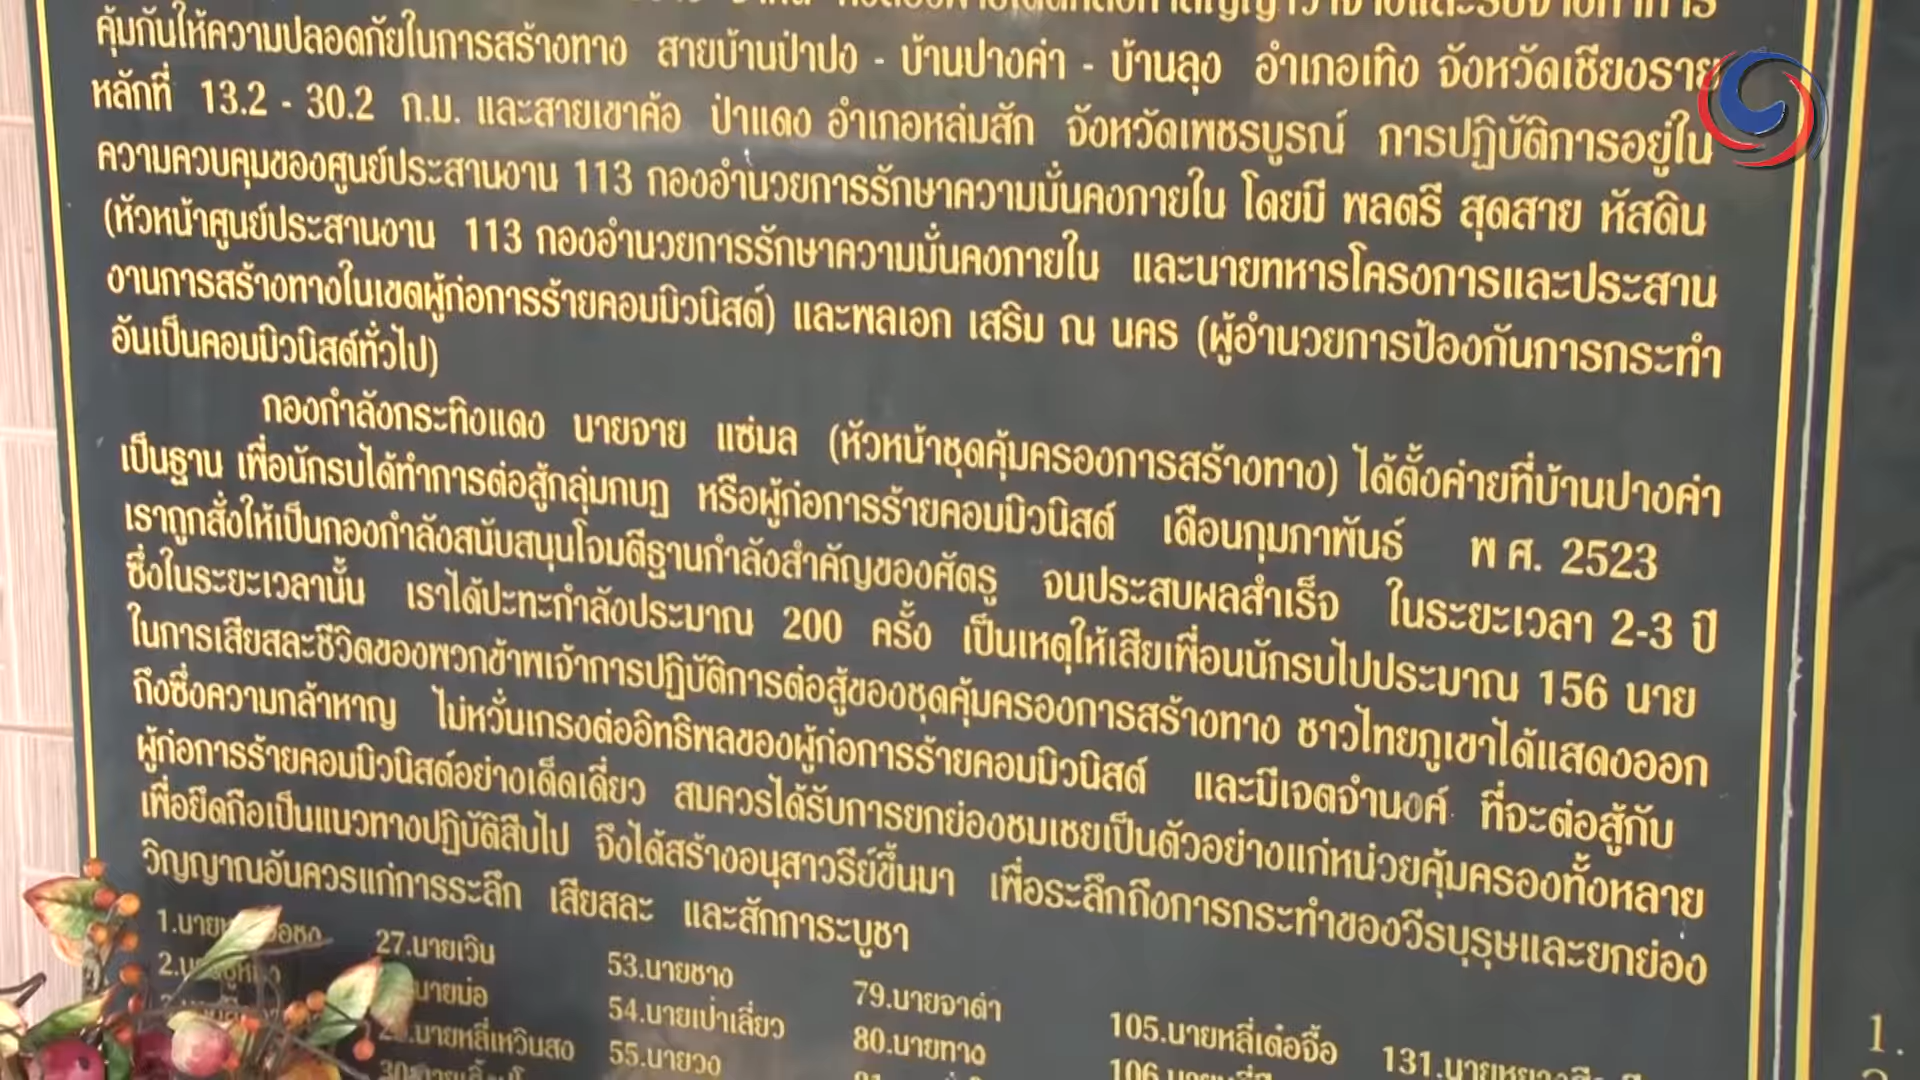 คุ้มกันให้ความปลอดภัยในการสร้างทาง สายบ้านป่าปง - บ้านปางค่า - บ้านลุง อำเภอเทิง จังหวัดเชียงราย
หลักที่ 13.2 - 30.2 ก.ม. และสายเขาค้อ ป่าแดง อำเภอหล่มสัก จังหวัดเพชรบูรณ์ การปฏิบัติการอยู่ใน
ความควบคุมของศูนย์ประสานงาน 113 กองอำนวยการรักษาความมั่นคงภายใน โดยมี พลตรี สุดสาย หัสดิน
(หัวหน้าศูนย์ประสานงาน 113 กองอำนวยการรักษาความมั่นคงภายใน และนายทหารโครงการและประสาน
งานการสร้างทางในเขตผู้ก่อการร้ายคอมมิวนิสต์) และพลเอก เสริม ณ นคร (ผู้อำนวยการป้องกันการกระทำ
อันเป็นคอมมิวนิสต์ทั่วไป)
กองกำลังกระทิงแดง นายจาย แซ่มล (หัวหน้าชุดคุ้มครองการสร้างทาง) ได้ตั้งค่ายที่บ้านปางค่า
เป็นฐาน เพื่อนักรบได้ทำการต่อสู้กลุ่มกบฏ หรือผู้ก่อการร้ายคอมมิวนิสต์ เดือนกุมภาพันธ์ พ ศ. 2523
เราถูกสั่งให้เป็นกองกำลังสนับสนุนโจมตีฐานกำลังสำคัญของศัตรู จนประสบผลสำเร็จ ในระยะเวลา 2-3 ปี
ซึ่งในระยะเวลานั้น เราได้ปะทะกำลังประมาณ 200 ครั้ง เป็นเหตุให้เสียเพื่อนนักรบไปประมาณ 156 นาย
ในการเสียสละชีวิตของพวกข้าพเจ้าการปฏิบัติการต่อสู้ของชุดคุ้มครองการสร้างทาง ชาวไทยภูเขาได้แสดงออก
ถึงซึ่งความกล้าหาญ ไม่หวั่นเกรงต่ออิทธิพลของผู้ก่อการร้ายคอมมิวนิสต์ และมีเจตจำนงค์ ที่จะต่อสู้กับ
ผู้ก่อการร้ายคอมมิวนิสต์อย่างเด็ดเดี่ยว สมควรได้รับการยกย่องชมเชยเป็นตัวอย่างแก่หน่วยคุ้มครองทั้งหลาย
เพื่อยึดถือเป็นแนวทางปฏิบัติสืบไป จึงได้สร้างอนุสาวรีย์ขึ้นมา เพื่อระลึกถึงการกระทำของวีรบุรุษและยกย่อง
วิญญาณอันควรแก่การระลึก เสียสละ และสักการะบูชา
27.นายเวิน
นายม่อ
นายหลี่เหวินสง
53.นายชาง
54.นายเป่าเลี่ยว
55.นายวง
79.นายจาด๋า
80.นายทาง
105.นายหลี่เต๋อจื้อ
1.